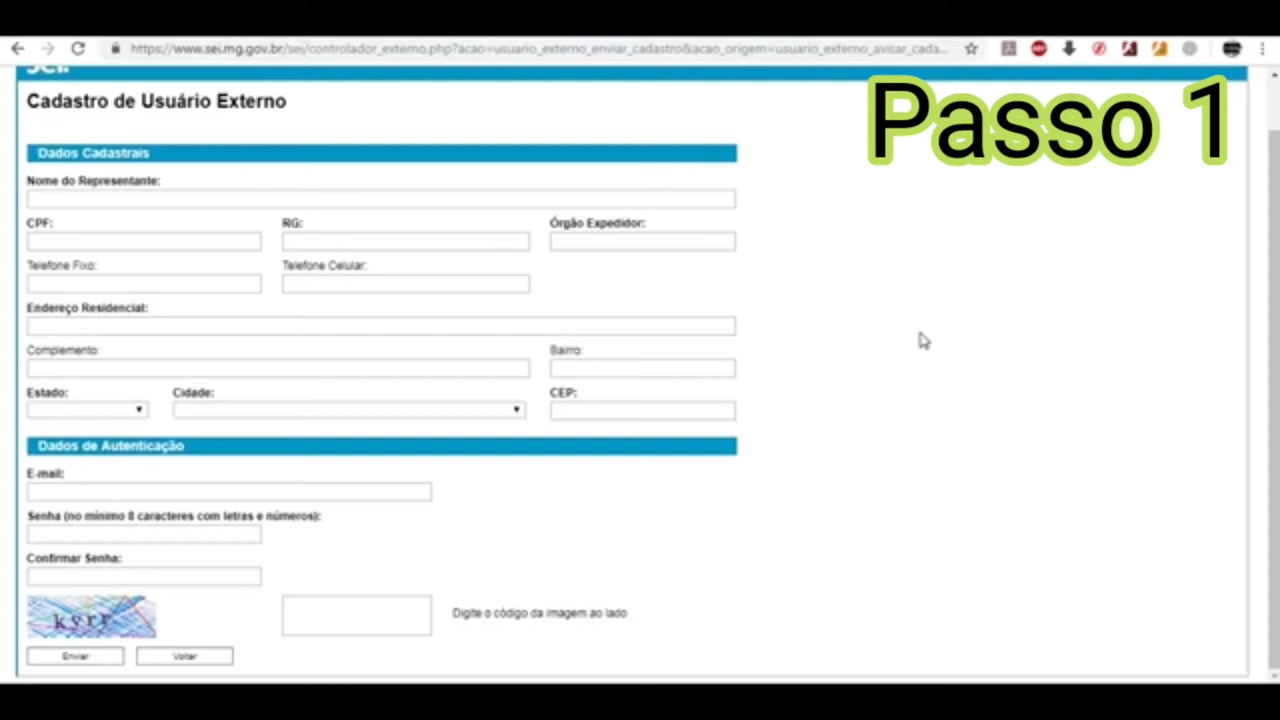 https://www.sei.mg.gov.br/sei/controlador_externo.php?acao=usuario_externo_enviar_cadastro&acao_origem=usuario_externo_avisar_cada...
sei!
Passo 1
Cadastro de Usuário Externo
Dados Cadastrais
Nome do Representante:
CPF: RG: Órgão Expedidor:
Telefone Fixo: Telefone Celular:
Endereço Residencial:
Complemento: Bairro:
Estado: Cidade: CEP:
Dados de Autenticação
E-mail:
Senha (no mínimo 8 caracteres com letras e números):
Confirmar Senha:
kyrr Digite o código da imagem ao lado
Enviar Voltar